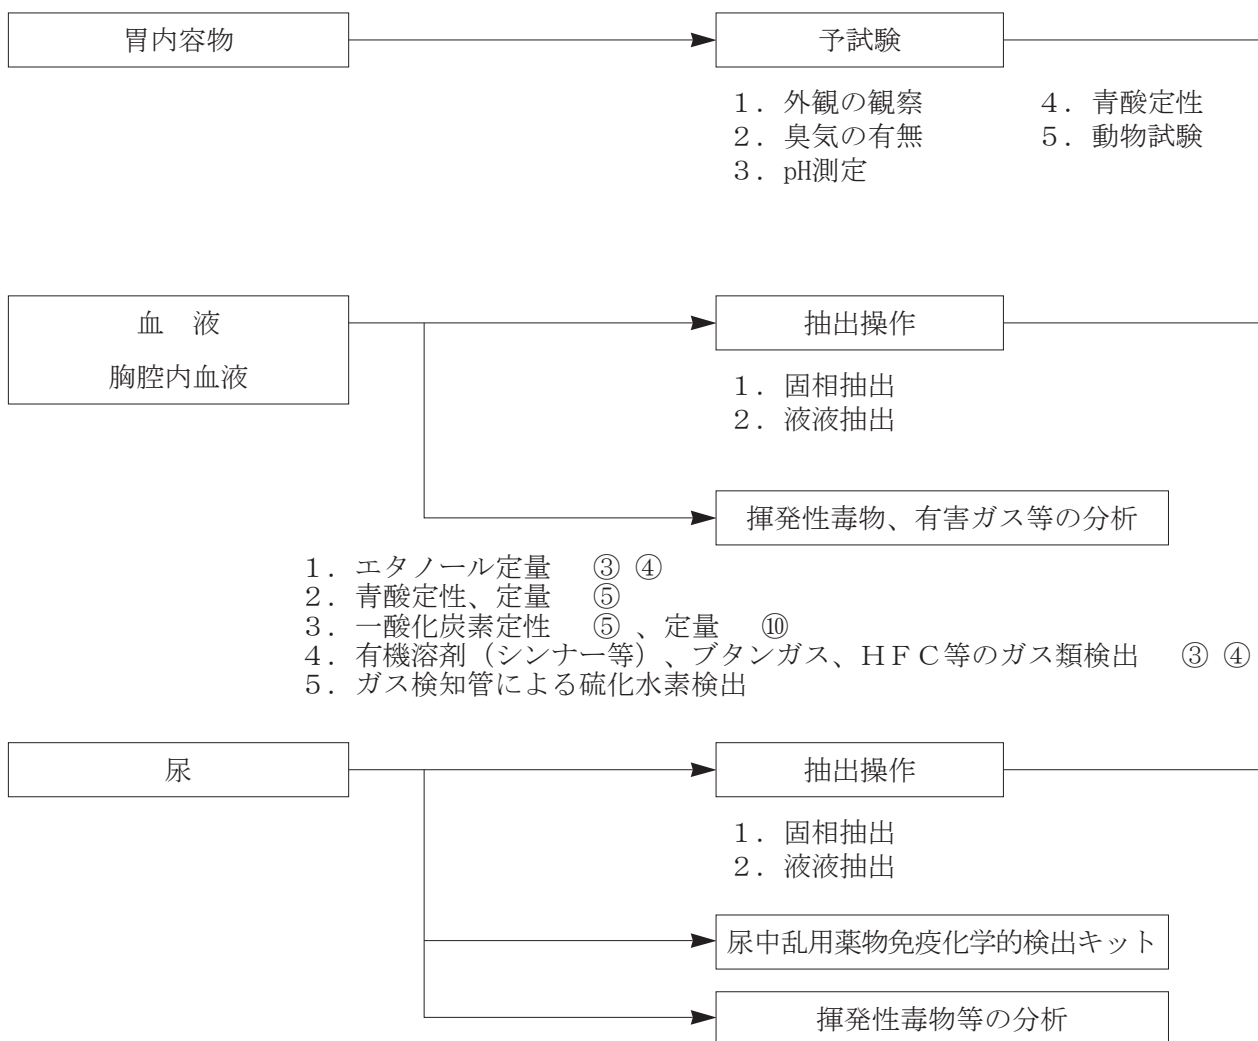 胃内容物
予試験
１．外観の観察
２．臭気の有無
３．pH測定
４．青酸定性
５．動物試験
血　液
胸腔内血液
抽出操作
１．固相抽出
２．液液抽出
揮発性毒物、有害ガス等の分析
１．エタノール定量　③ ④
２．青酸定性、定量　⑤
３．一酸化炭素定性　⑤ 、定量　⑩
４．有機溶剤（シンナー等）、ブタンガス、ＨＦＣ等のガス類検出　③ ④
５．ガス検知管による硫化水素検出
尿
抽出操作
１．固相抽出
２．液液抽出
尿中乱用薬物免疫化学的検出キット
揮発性毒物等の分析